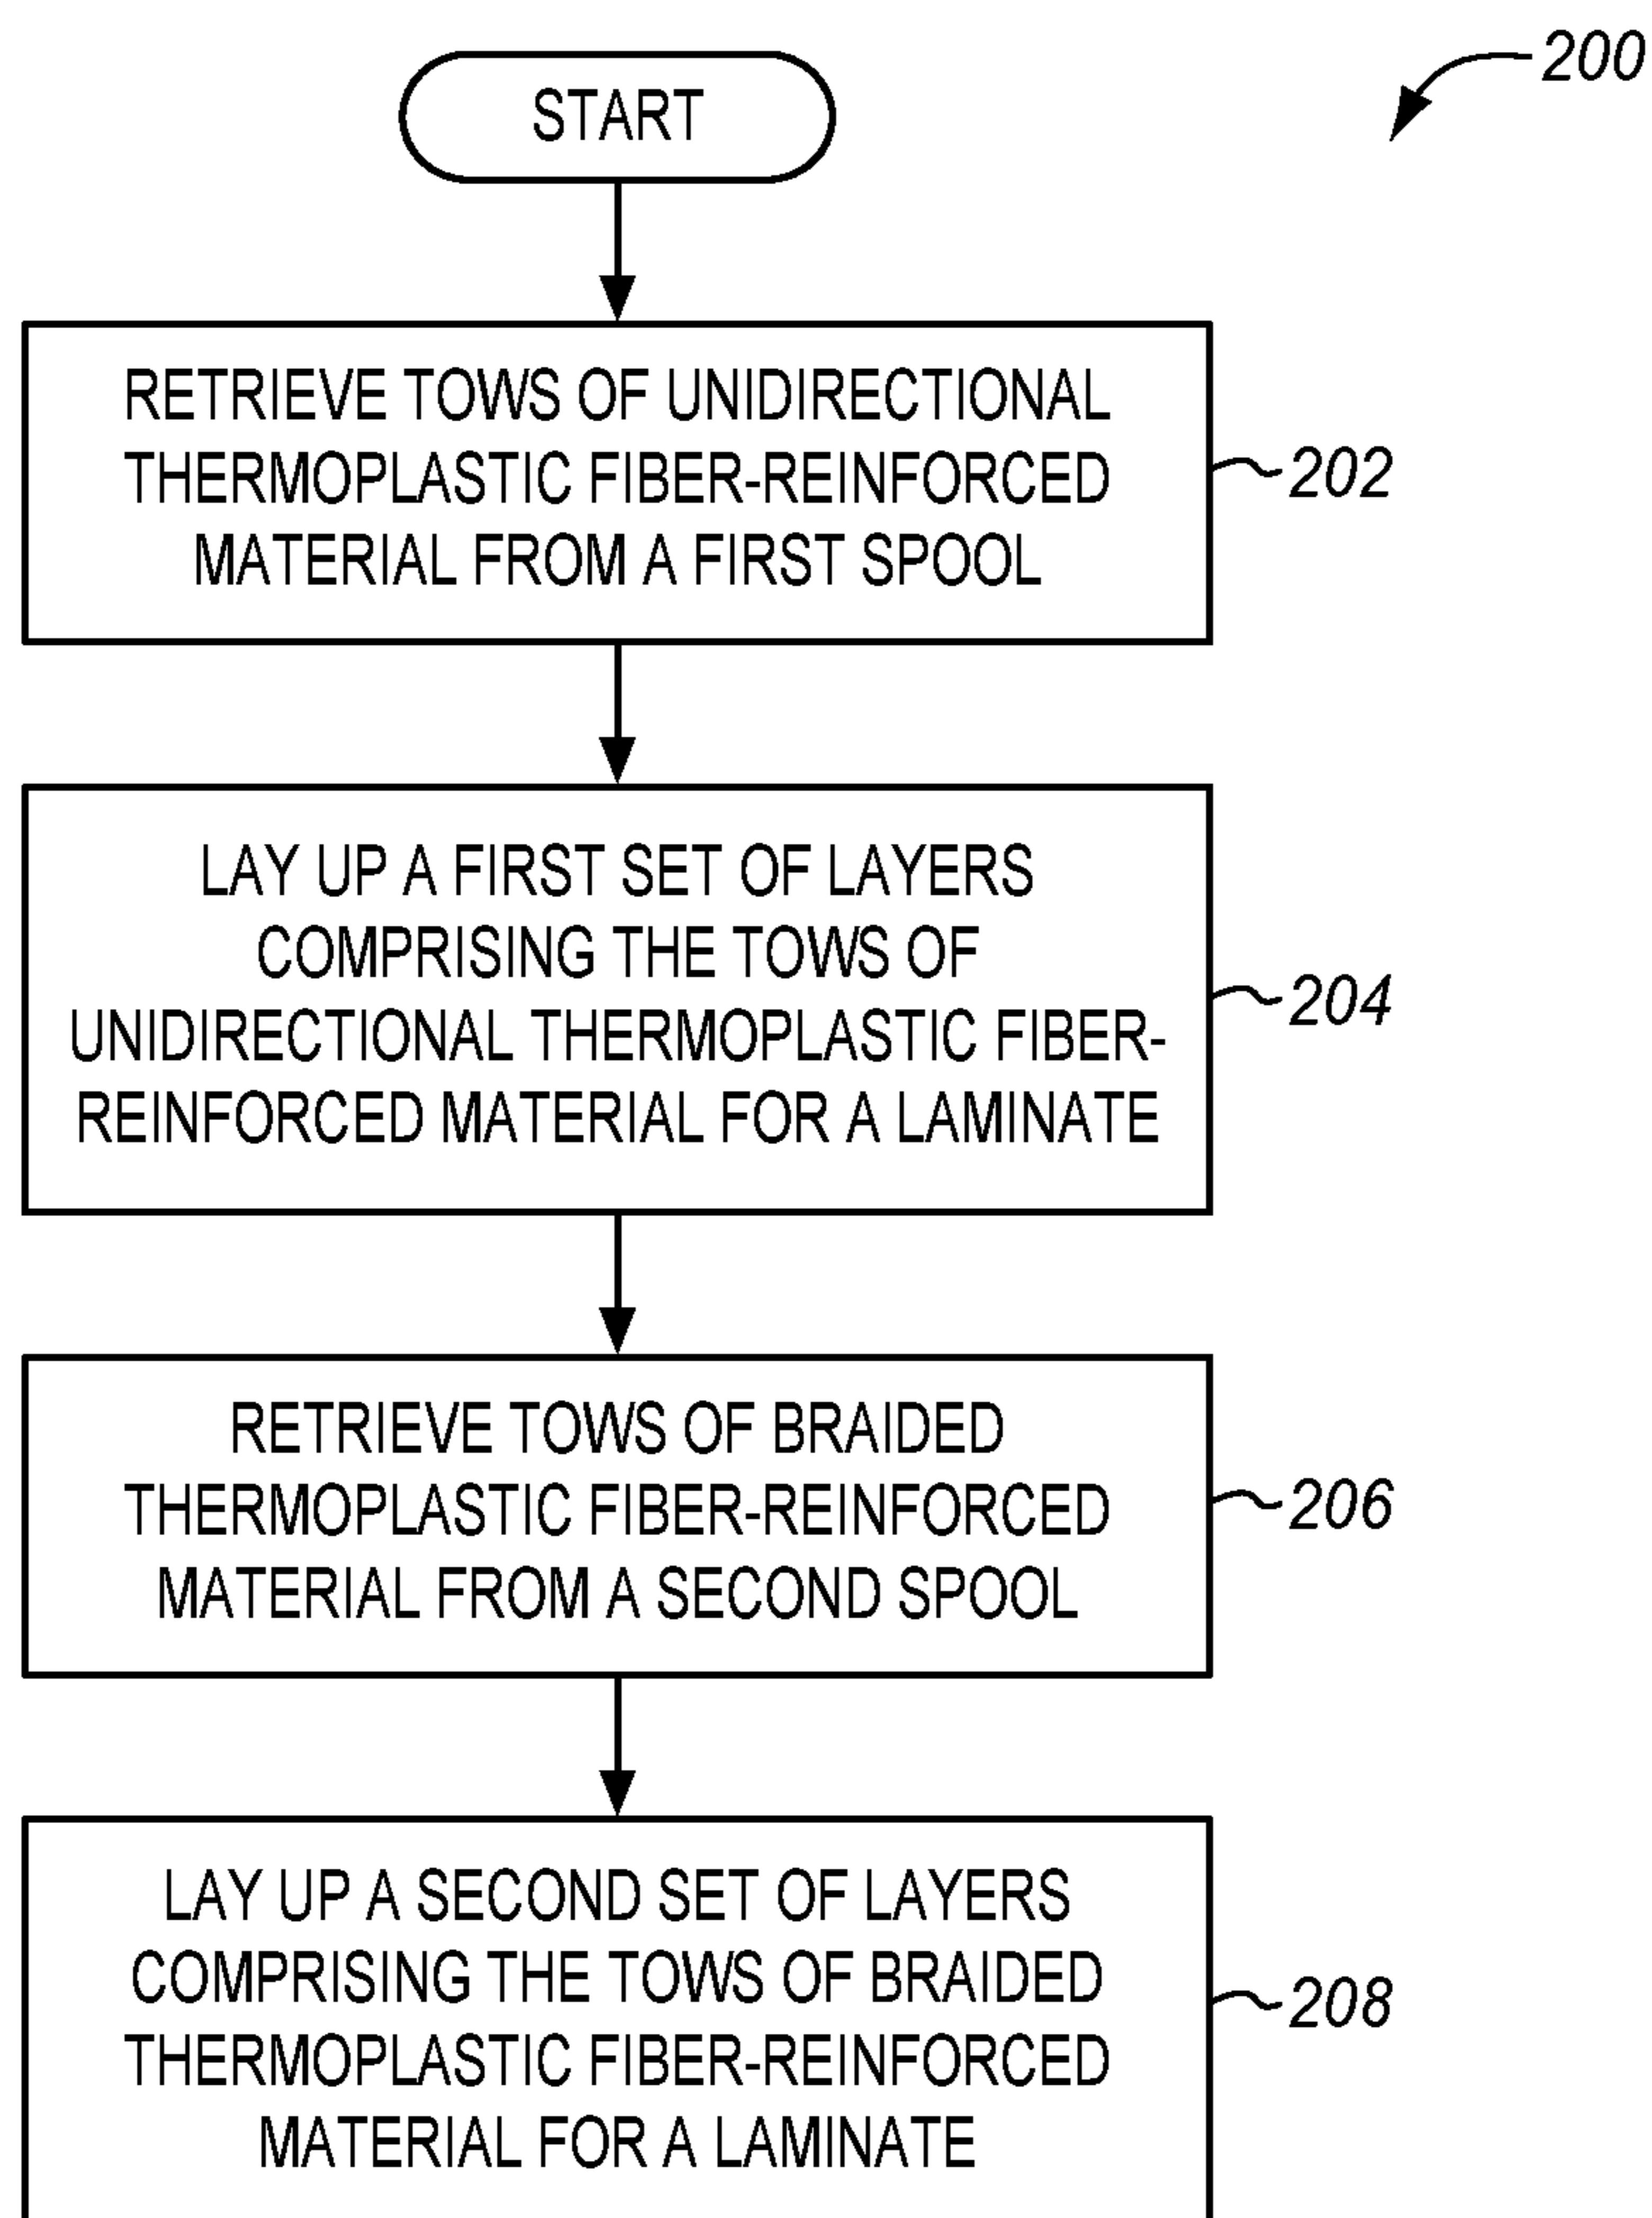 200
START
RETRIEVE TOWS OF UNIDIRECTIONAL
THERMOPLASTIC FIBER-REINFORCED
MATERIAL FROM A FIRST SPOOL
202
LAY UP A FIRST SET OF LAYERS
COMPRISING THE TOWS OF
UNIDIRECTIONAL THERMOPLASTIC FIBER-
REINFORCED MATERIAL FOR A LAMINATE
204
RETRIEVE TOWS OF BRAIDED
THERMOPLASTIC FIBER-REINFORCED
MATERIAL FROM A SECOND SPOOL
206
LAY UP A SECOND SET OF LAYERS
COMPRISING THE TOWS OF BRAIDED
THERMOPLASTIC FIBER-REINFORCED
MATERIAL FOR A LAMINATE
208